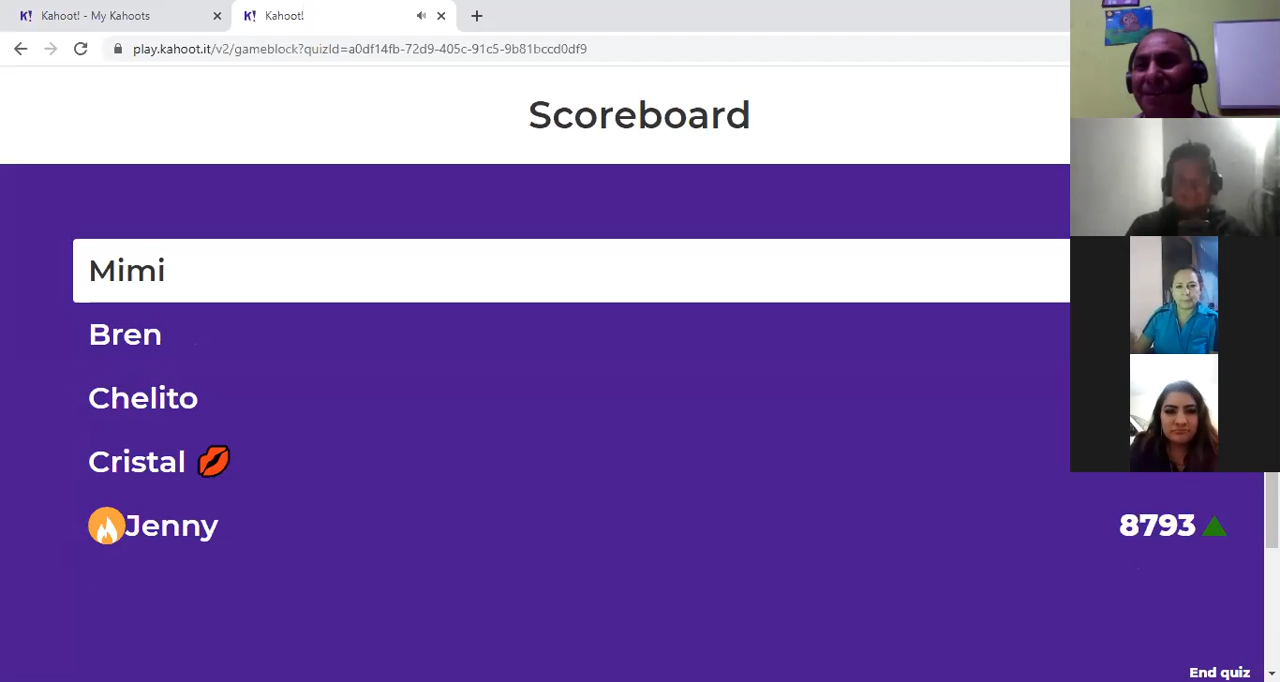 Kahoot! - My Kahoots
Kahoot!
play.kahoot.it/v2/gameblock?quizId=a0df14fb-72d9-405c-91c5-9b81bccd0df9
Scoreboard
Mimi
Bren
Chelito
Cristal 💋
Jenny 8793
End quiz